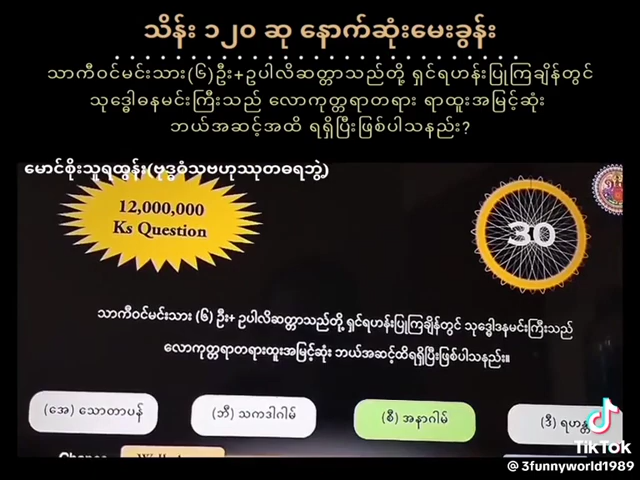 သိန်း ၁၂၀ ဆု နောက်ဆုံးမေးခွန်း
သာကီဝင်မင်းသား(၆)ဦး+ဥပါလိဆတ္တာသည်တို့ ရှင်ရဟန်းပြုကြချိန်တွင်
သုဒ္ဓေါဓနမင်းကြီးသည် လောကုတ္တရာတရား ရာထူးအမြင့်ဆုံး
ဘယ်အဆင့်အထိ ရရှိပြီးဖြစ်ပါသနည်း?
မောင်စိုးသူရထွန်း(ဗုဒ္ဓဝံသဗဟုဿုတဓရဘွဲ့)
12,000,000
Ks Question
30
သာကီဝင်မင်းသား (၆) ဦး+ ဥပါလိဆတ္တာသည်တို့ ရှင်ရဟန်းပြုကြချိန်တွင် သုဒ္ဓေါဒနမင်းကြီးသည်
လောကုတ္တရာတရားထူးအမြင့်ဆုံး ဘယ်အဆင့်ထိရရှိပြီးဖြစ်ပါသနည်း။
(အေ) သောတာပန်
(ဘီ) သကဒါဂါမ်
(စီ) အနာဂါမ်
(ဒီ) ရဟန္တာ
TikTok
@3funnyworld1989